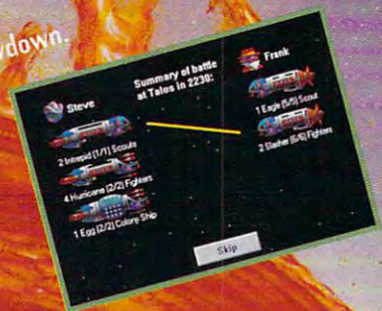 wdown.
Summary of battle
at Talos in 2230:
Steve
2 Intrepid (1/1) Scouts
4 Hurricane (2/2) Fighters
1 Egg (2/2) Colony Ship
Frank
1 Eagle (5/5) Scout
2 Slasher (6/6) Fighters
Skip